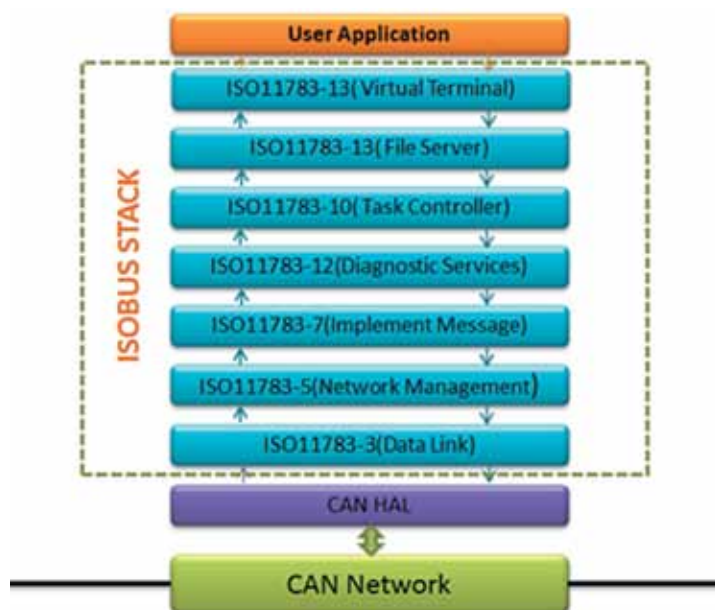 User Application
ISO11783-13( Virtual Terminal)
ISO11783-13( File Server)
ISO11783-10( Task Controller)
ISO11783-12(Diagnostic Services)
ISO11783-7(Implement Message)
ISO11783-5(Network Management)
ISO11783-3(Data Link)
ISOBUS STACK
CAN HAL
CAN Network